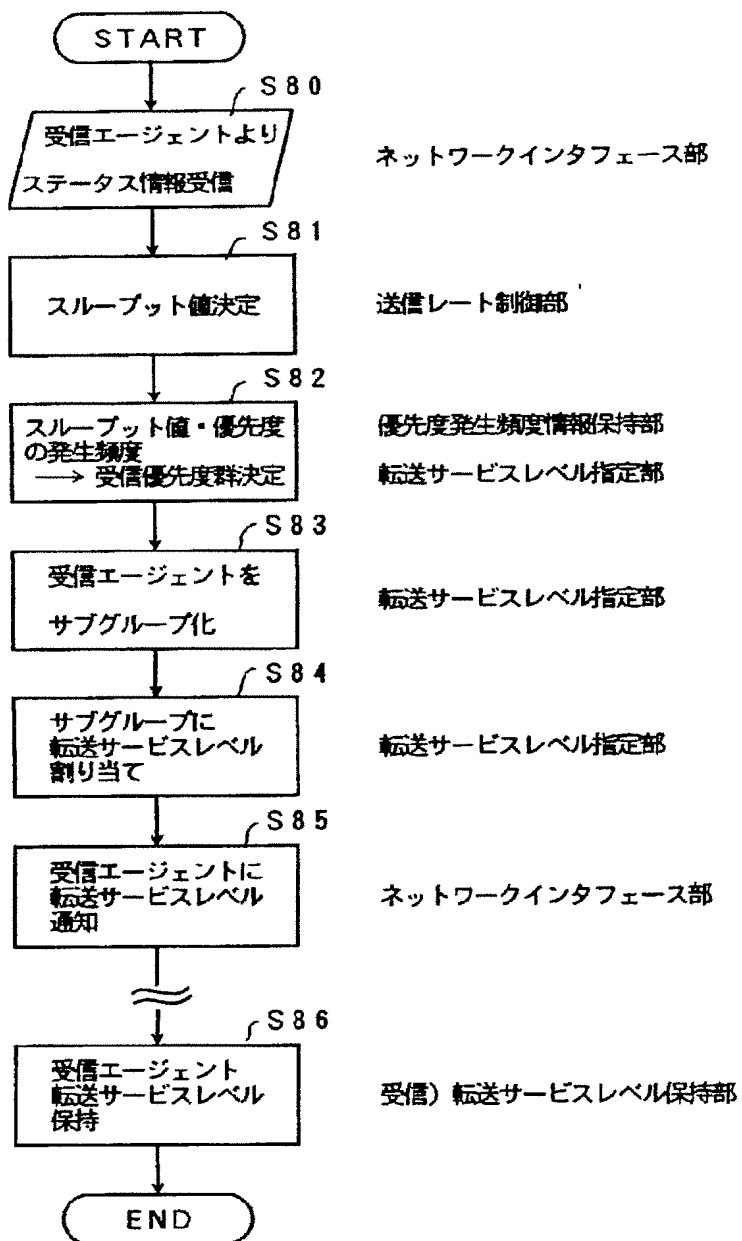 START
S80
受信エージェントより
ステータス情報受信
ネットワークインタフェース部
S81
スループット値決定
送信レート制御部
S82
スループット値・優先度
の発生頻度
→ 受信優先度群決定
優先度発生頻度情報保持部
転送サービスレベル指定部
S83
受信エージェントを
サブグループ化
転送サービスレベル指定部
S84
サブグループに
転送サービスレベル
割り当て
転送サービスレベル指定部
S85
受信エージェントに
転送サービスレベル
通知
ネットワークインタフェース部
S86
受信エージェント
転送サービスレベル
保持
受信）転送サービスレベル保持部
END